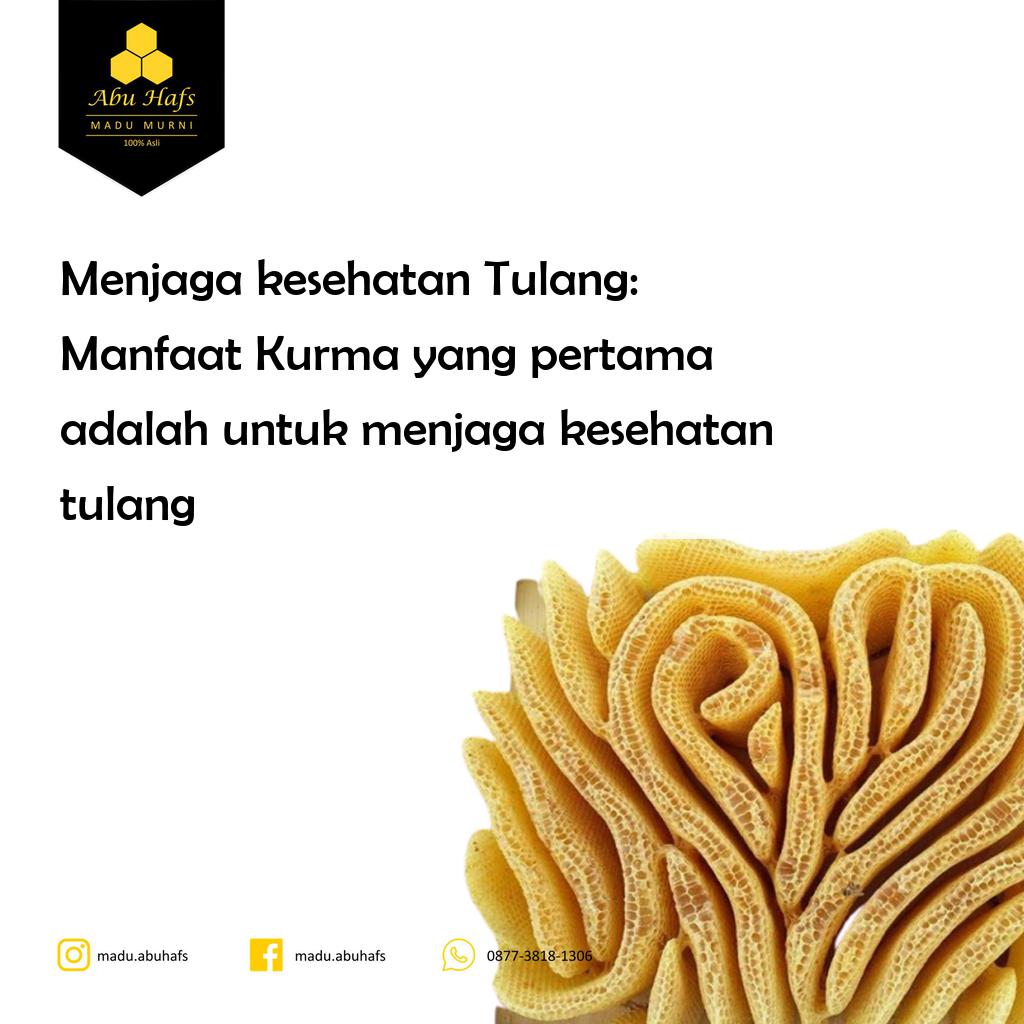 Abu Hafs
MADU MURNI
100% Asli
Menjaga kesehatan Tulang:
Manfaat Kurma yang pertama
adalah untuk menjaga kesehatan
tulang
madu.abuhafs
madu.abuhafs
0877-3818-1306